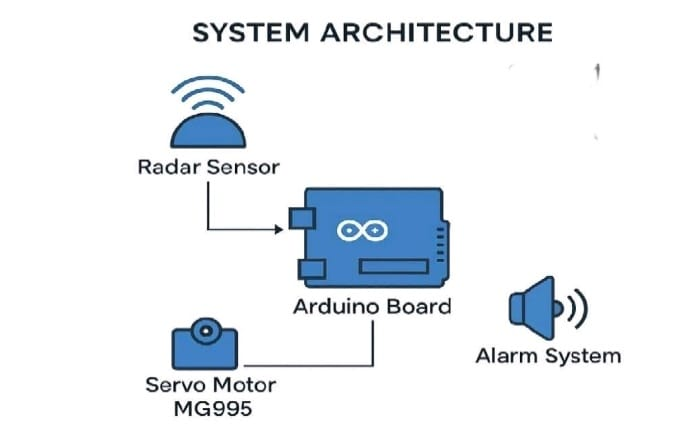 SYSTEM ARCHITECTURE
Radar Sensor
Arduino Board
Alarm System
Servo Motor
MG995